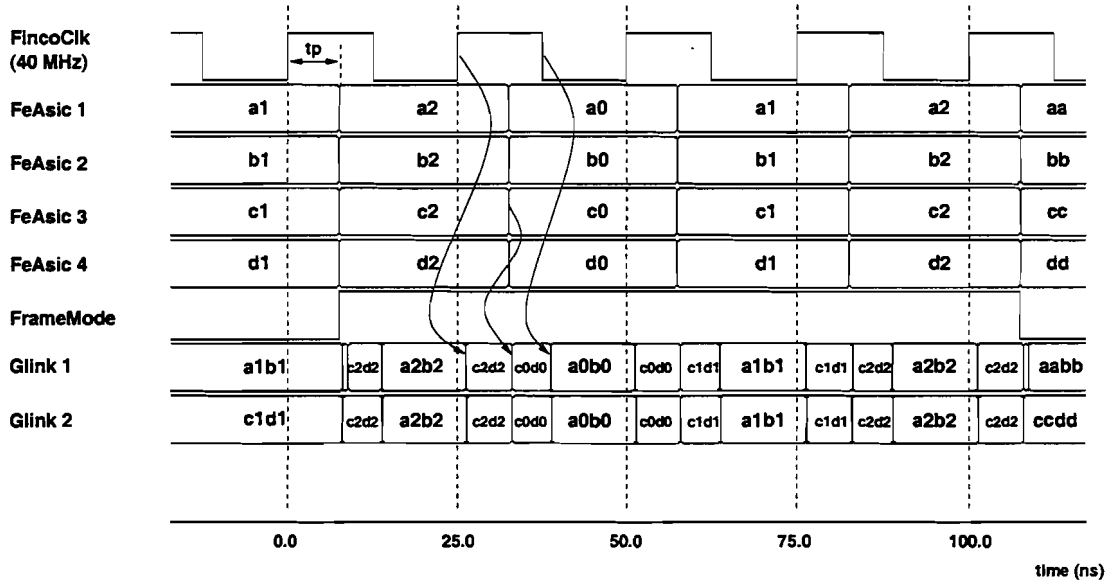 FincoClk
(40 MHz)
tp
FeAsic 1 a1 a2 a0 a1 a2 aa
FeAsic 2 b1 b2 b0 b1 b2 bb
FeAsic 3 c1 c2 c0 c1 c2 cc
FeAsic 4 d1 d2 d0 d1 d2 dd
FrameMode
Glink 1 a1b1 c2d2 a2b2 c2d2 c0d0 a0b0 c0d0 c1d1 a1b1 c1d1 c2d2 a2b2 c2d2 aabb
Glink 2 c1d1 c2d2 a2b2 c2d2 c0d0 a0b0 c0d0 c1d1 a1b1 c1d1 c2d2 a2b2 c2d2 ccdd
0.0 25.0 50.0 75.0 100.0
time (ns)